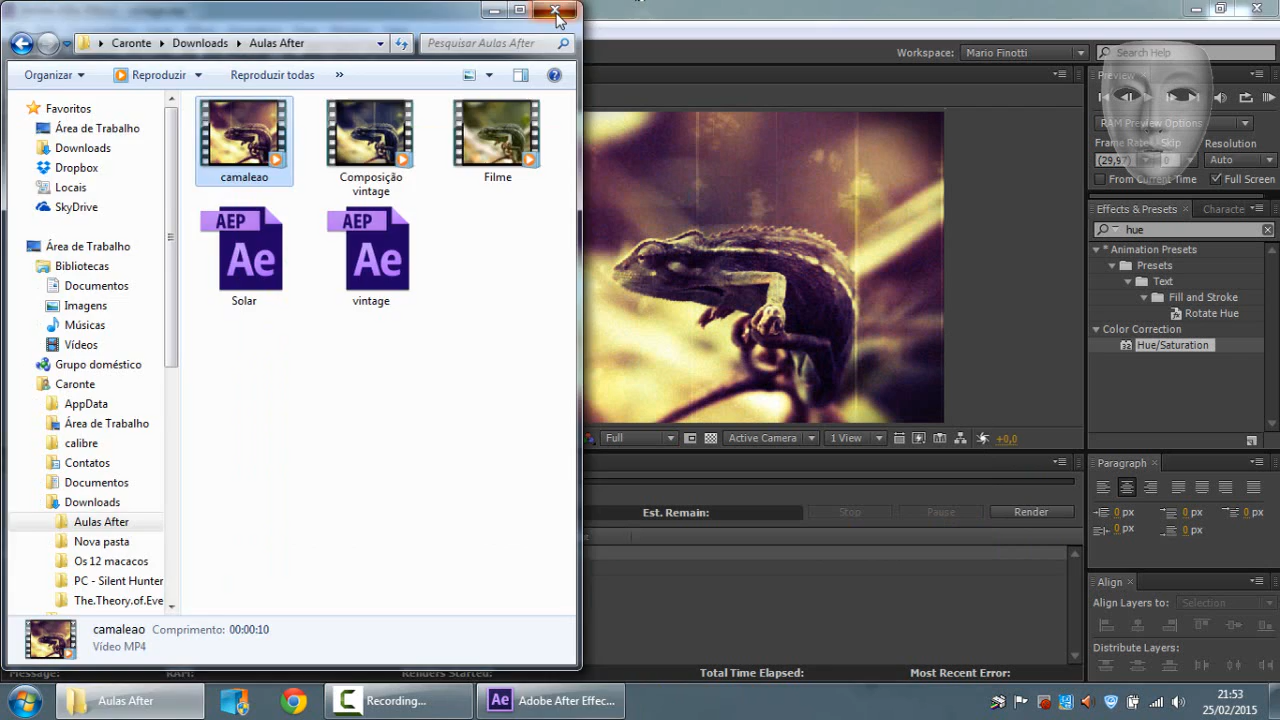 Caronte
Downloads
Aulas After
Pesquisar Aulas After
Organizar
Reproduzir
Reproduzir todas
»
Favoritos
Área de Trabalho
Downloads
Dropbox
Locais
SkyDrive
Área de Trabalho
Bibliotecas
Documentos
Imagens
Músicas
Vídeos
Grupo doméstico
Caronte
AppData
Área de Trabalho
calibre
Contatos
Documentos
Downloads
Aulas After
Nova pasta
Os 12 macacos
PC - Silent Hunter
The.Theory.of.Eve
camaleao
Composição
vintage
Filme
AEP
Ae
Solar
AEP
Ae
vintage
camaleao Comprimento: 00:00:10
Vídeo MP4
Workspace: Mario Finotti
Search Help
Preview
RAM Preview Options
Frame Rate Resolution
(29,97) 0 Auto
From Current Time Full Screen
Effects & Presets Characte
hue
* Animation Presets
Presets
Text
Fill and Stroke
Rotate Hue
Color Correction
32 Hue/Saturation
Full Active Camera 1 View +0,0
Est. Remain: Stop Pause Render
Paragraph
0 px 0 px 0 px
0 px 0 px
Align
Align Layers to: Selection
Distribute Layers:
Message: RAM: Renders Started: Total Time Elapsed: Most Recent Error:
Aulas After
Recording...
Ae Adobe After Effec...
21:53
25/02/2015